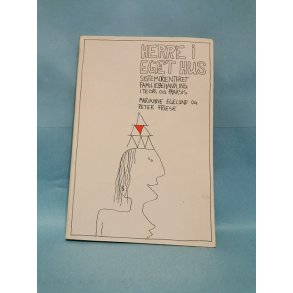 HERRE i
EGET HUS
SYSTEMORIENTERET
FAMILIEBEHANDLING
I TEORI OG PRAKSIS
MARIANNE EGELUND OG
PETER FRIESE